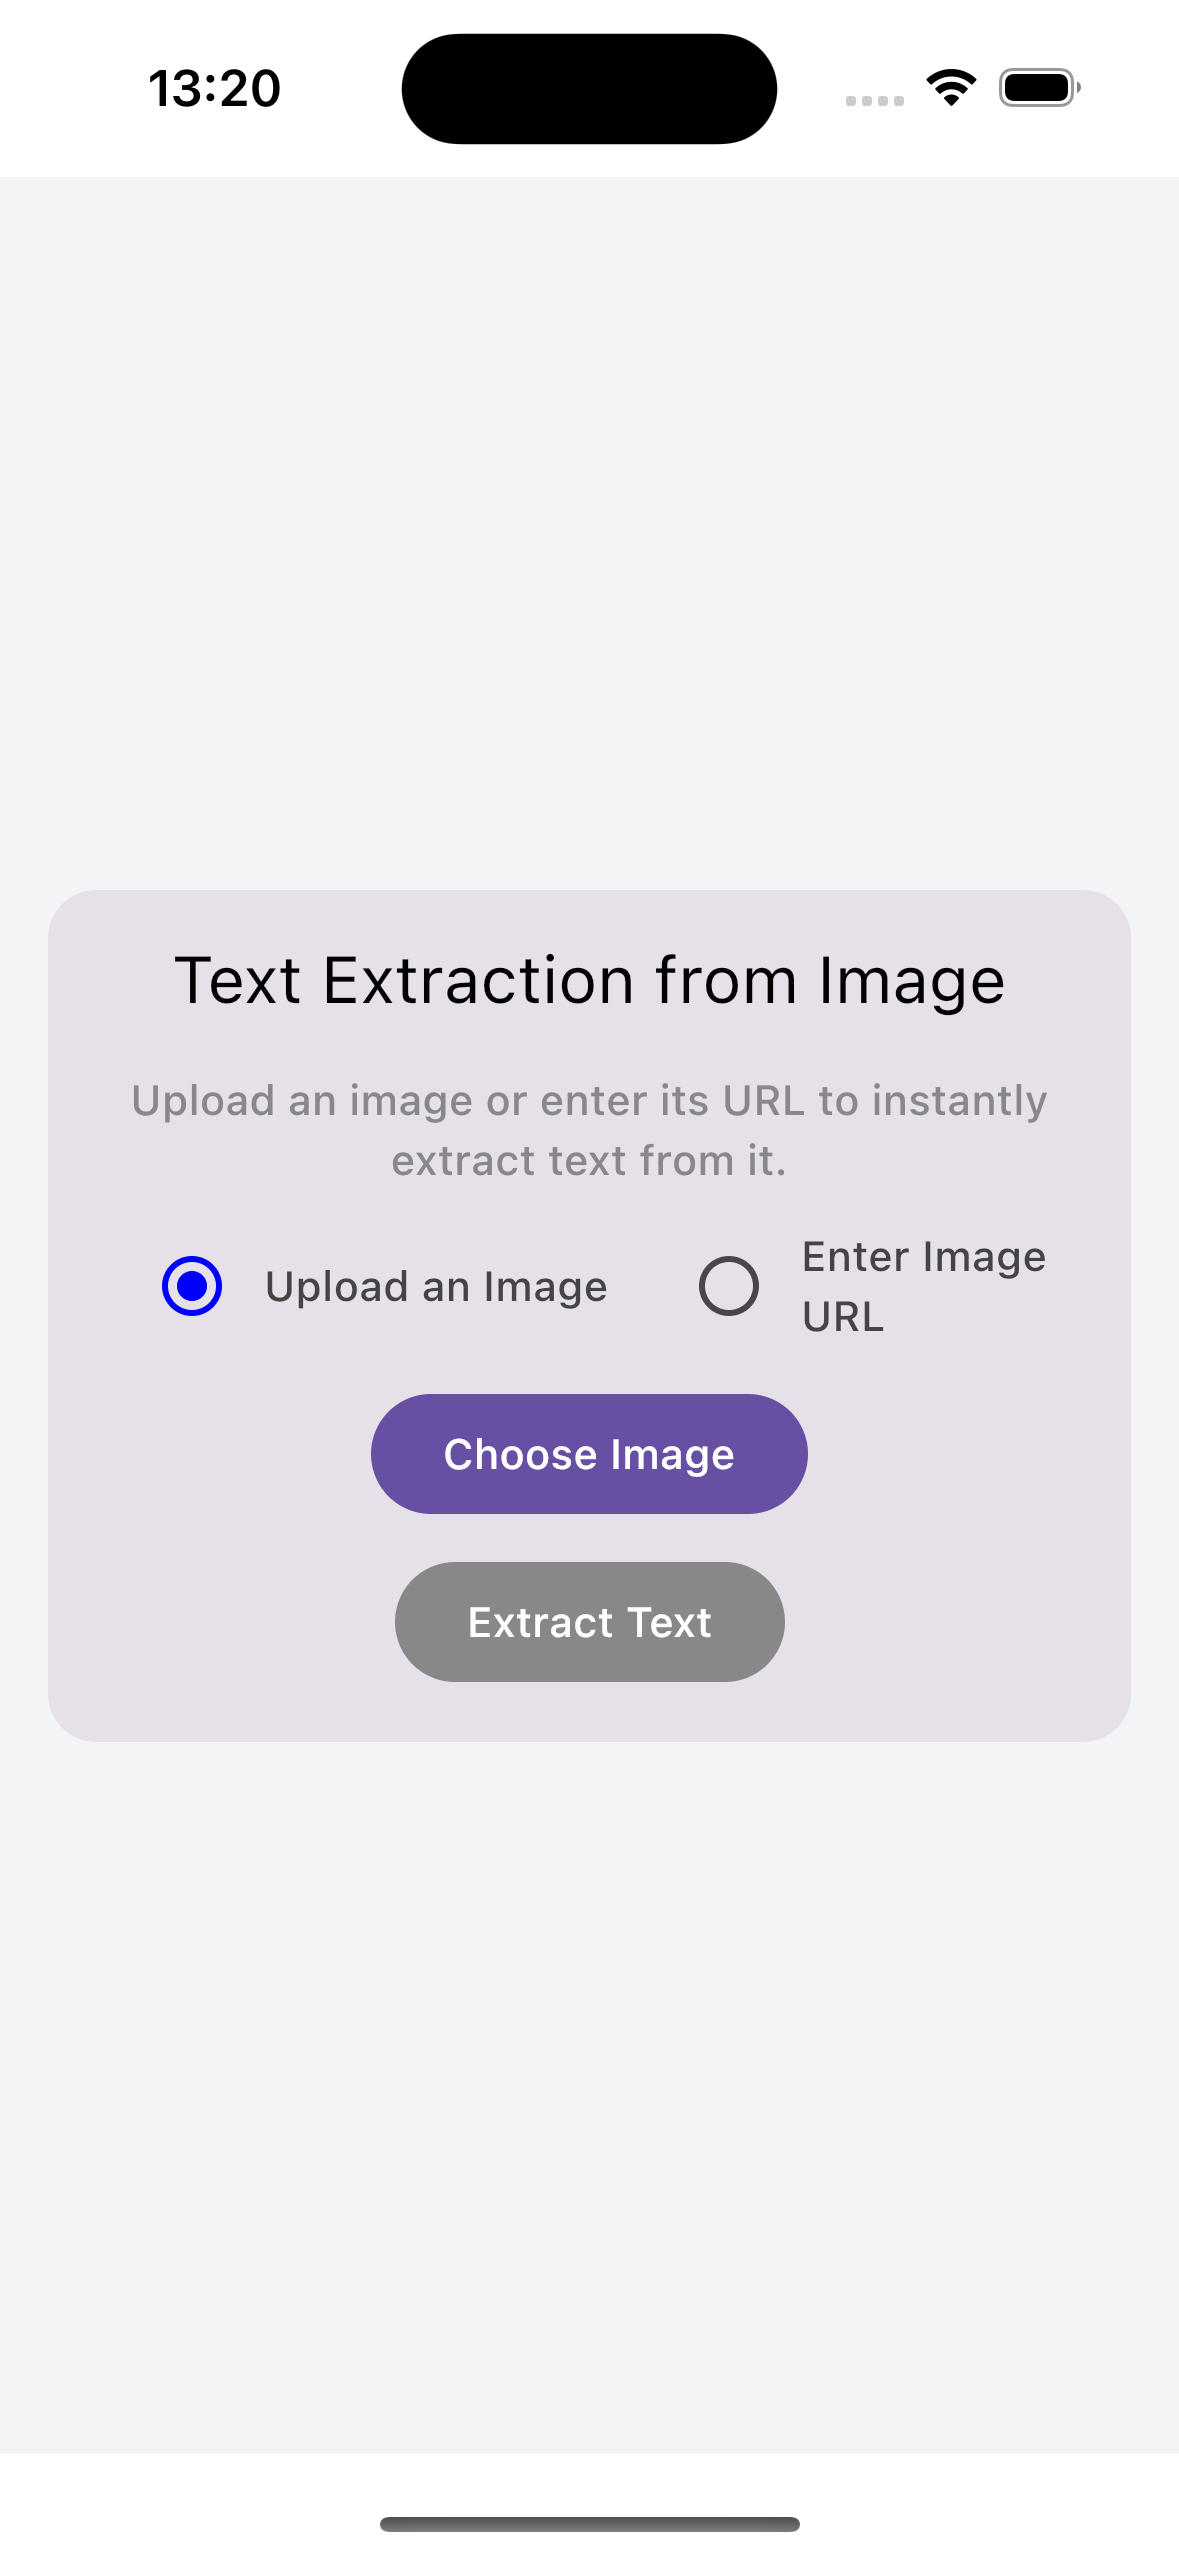 13:20
Text Extraction from Image
Upload an image or enter its URL to instantly
extract text from it.
Upload an Image
Enter Image
URL
Choose Image
Extract Text